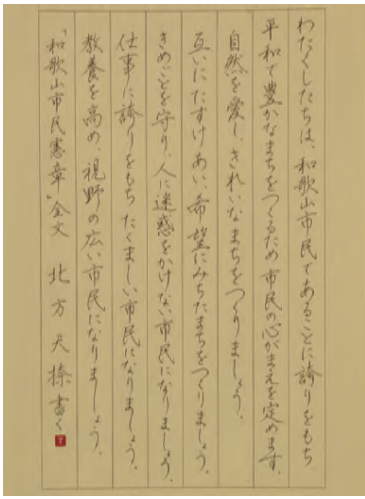 わたくしたちは、和歌山市民であることに誇りをもち
平和で豊かなまちをつくるため市民の心がまえを定めます。
自然を愛し、きれいなまちをつくりましょう。
互いにたすけあい、希望にみちたまちをつくりましょう。
きめごとを守り、人に迷惑をかけない市民になりましょう。
仕事に誇りをもち たくましい市民になりましょう。
教養を高め、視野の広い市民になりましょう。
「和歌山市民憲章」全文 北方天操書く